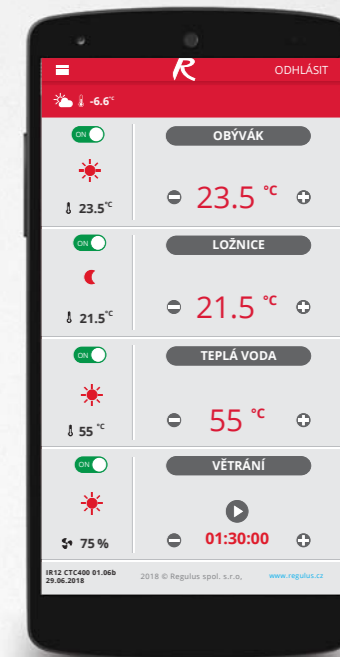 R
ODHLÁSIT
-6.6°C
ON
OBÝVÁK
23.5 °C
23.5°C
ON
LOŽNICE
21.5 °C
21.5°C
ON
TEPLÁ VODA
55 °C
55 °C
ON
VĚTRÁNÍ
01:30:00
75 %
IR12 CTC400 01.06b
29.06.2018
2018 © Regulus spol. s.r.o,
www.regulus.cz